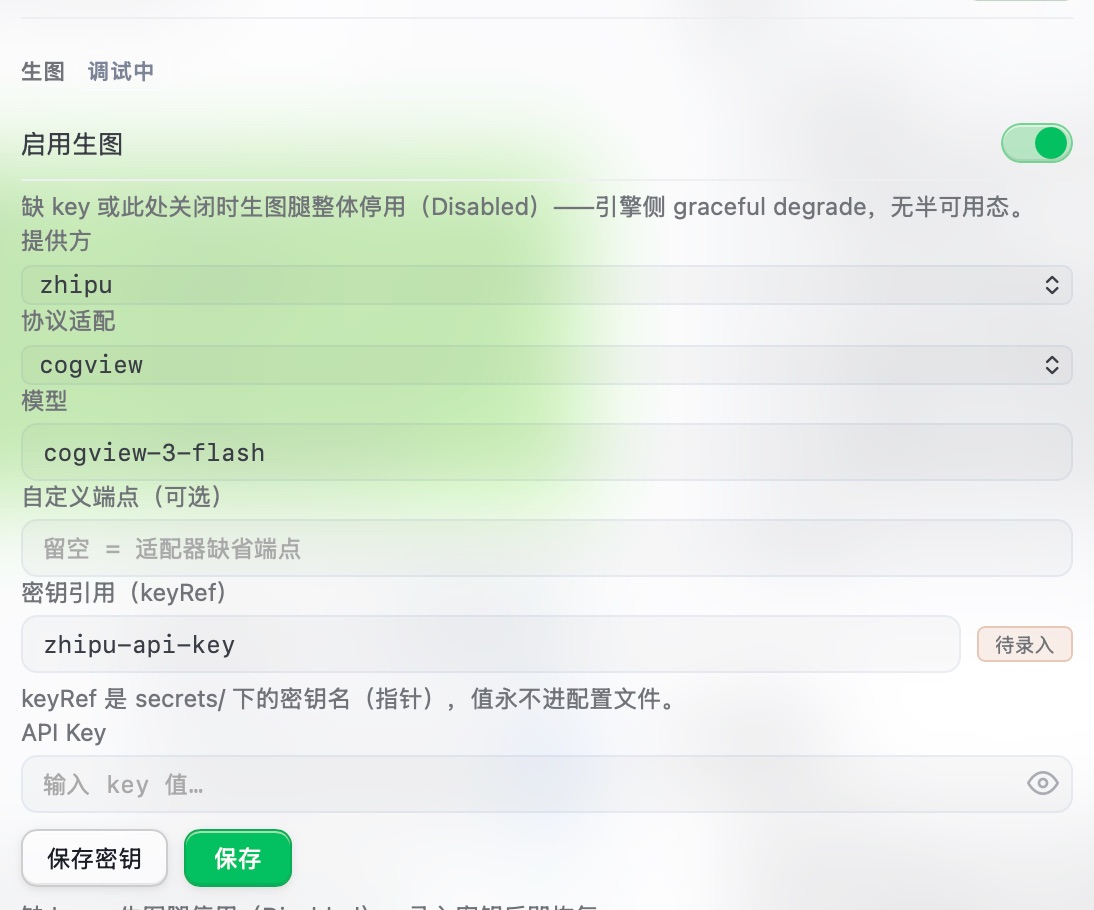 生图 调试中
启用生图
缺 key 或此处关闭时生图腿整体停用（Disabled）——引擎侧 graceful degrade，无半可用态。
提供方
zhipu
协议适配
cogview
模型
cogview-3-flash
自定义端点（可选）
留空 = 适配器缺省端点
密钥引用（keyRef）
zhipu-api-key 待录入
keyRef 是 secrets/ 下的密钥名（指针），值永不进配置文件。
API Key
输入 key 值…
保存密钥 保存